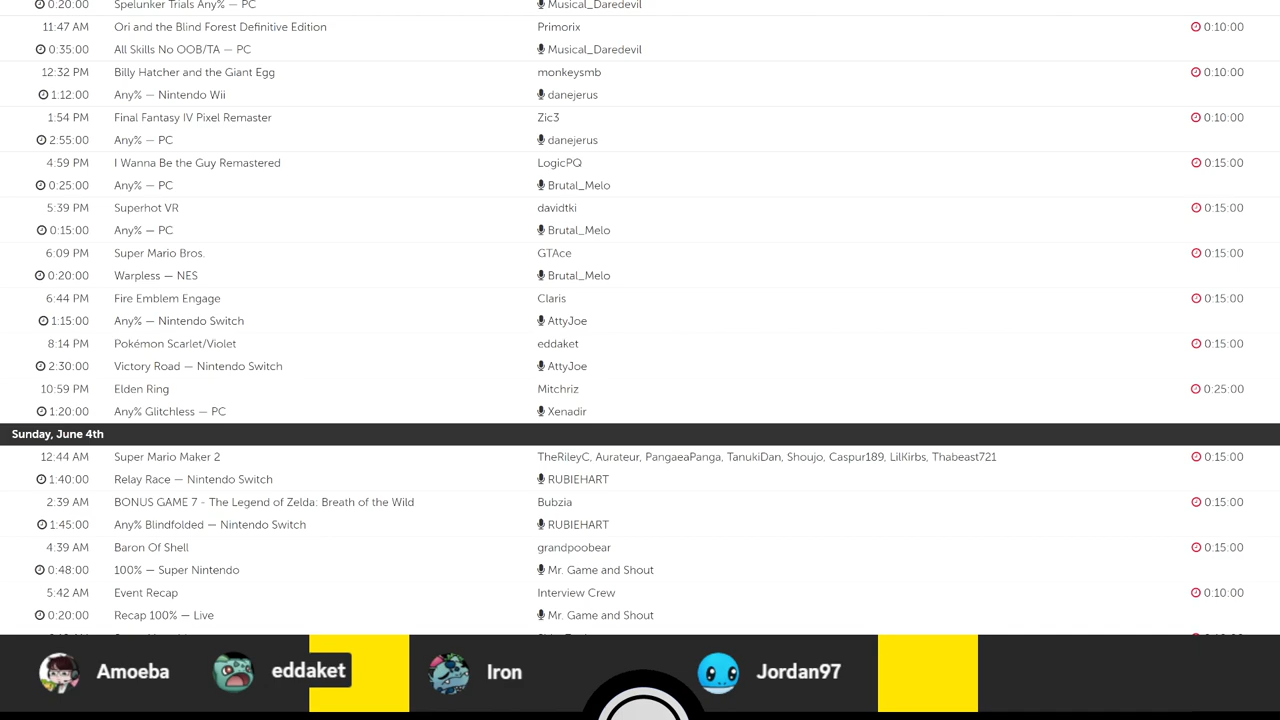 0:20:00 Spelunker Trials Any% — PC Musical_Daredevil
11:47 AM Ori and the Blind Forest Definitive Edition Primorix 0:10:00
0:35:00 All Skills No OOB/TA — PC Musical_Daredevil
12:32 PM Billy Hatcher and the Giant Egg monkeysmb 0:10:00
1:12:00 Any% — Nintendo Wii danejerus
1:54 PM Final Fantasy IV Pixel Remaster Zic3 0:10:00
2:55:00 Any% — PC danejerus
4:59 PM I Wanna Be the Guy Remastered LogicPQ 0:15:00
0:25:00 Any% — PC Brutal_Melo
5:39 PM Superhot VR davidtki 0:15:00
0:15:00 Any% — PC Brutal_Melo
6:09 PM Super Mario Bros. GTAce 0:15:00
0:20:00 Warpless — NES Brutal_Melo
6:44 PM Fire Emblem Engage Claris 0:15:00
1:15:00 Any% — Nintendo Switch AttyJoe
8:14 PM Pokémon Scarlet/Violet eddaket 0:15:00
2:30:00 Victory Road — Nintendo Switch AttyJoe
10:59 PM Elden Ring Mitchriz 0:25:00
1:20:00 Any% Glitchless — PC Xenadir
Sunday, June 4th
12:44 AM Super Mario Maker 2 TheRileyC, Aurateur, PangaeaPanga, TanukiDan, Shoujo, Caspur189, LilKirbs, Thabeast721 0:15:00
1:40:00 Relay Race — Nintendo Switch RUBIEHART
2:39 AM BONUS GAME 7 - The Legend of Zelda: Breath of the Wild Bubzia 0:15:00
1:45:00 Any% Blindfolded — Nintendo Switch RUBIEHART
4:39 AM Baron Of Shell grandpoobear 0:15:00
0:48:00 100% — Super Nintendo Mr. Game and Shout
5:42 AM Event Recap Interview Crew 0:10:00
0:20:00 Recap 100% — Live Mr. Game and Shout
Amoeba eddaket Iron Jordan97